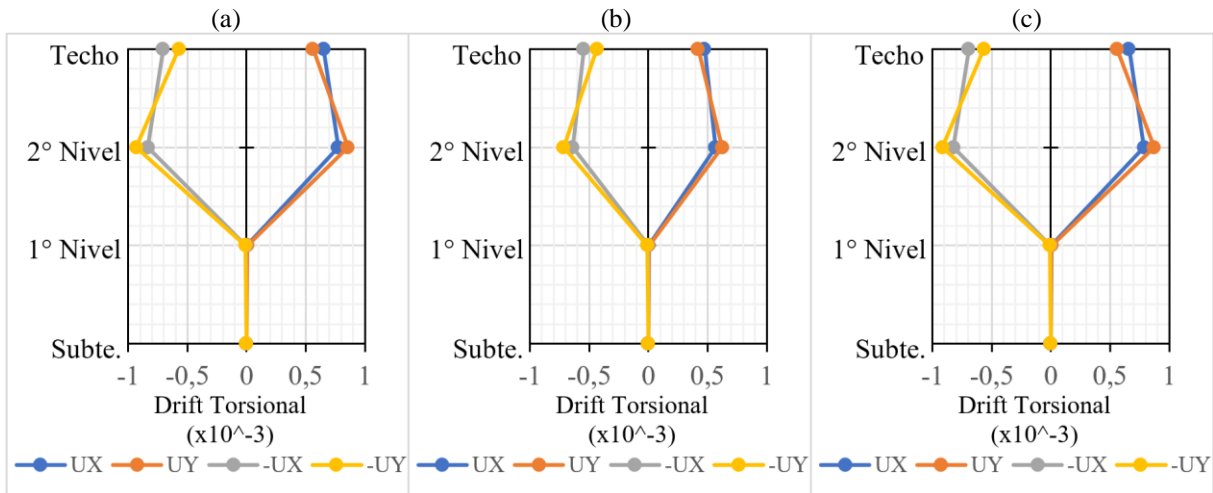 (a)
Techo
2° Nivel
1° Nivel
Subte.
-1 -0,5 0 0,5 1
Drift Torsional
(x10^-3)
UX UY -UX -UY
(b)
Techo
2° Nivel
1° Nivel
Subte.
-1 -0,5 0 0,5 1
Drift Torsional
(x10^-3)
UX UY -UX -UY
(c)
Techo
2° Nivel
1° Nivel
Subte.
-1 -0,5 0 0,5 1
Drift Torsional
(x10^-3)
UX UY -UX -UY